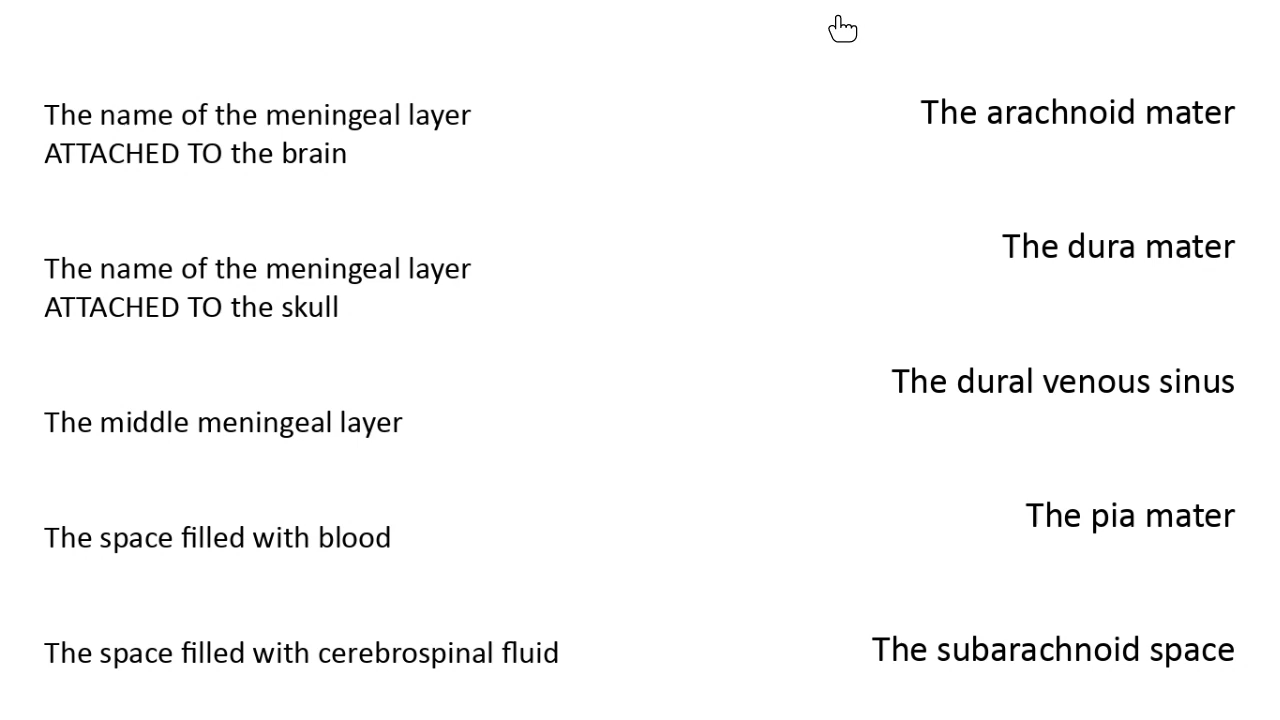 The name of the meningeal layer
ATTACHED TO the brain
The name of the meningeal layer
ATTACHED TO the skull
The middle meningeal layer
The space filled with blood
The space filled with cerebrospinal fluid
The arachnoid mater
The dura mater
The dural venous sinus
The pia mater
The subarachnoid space